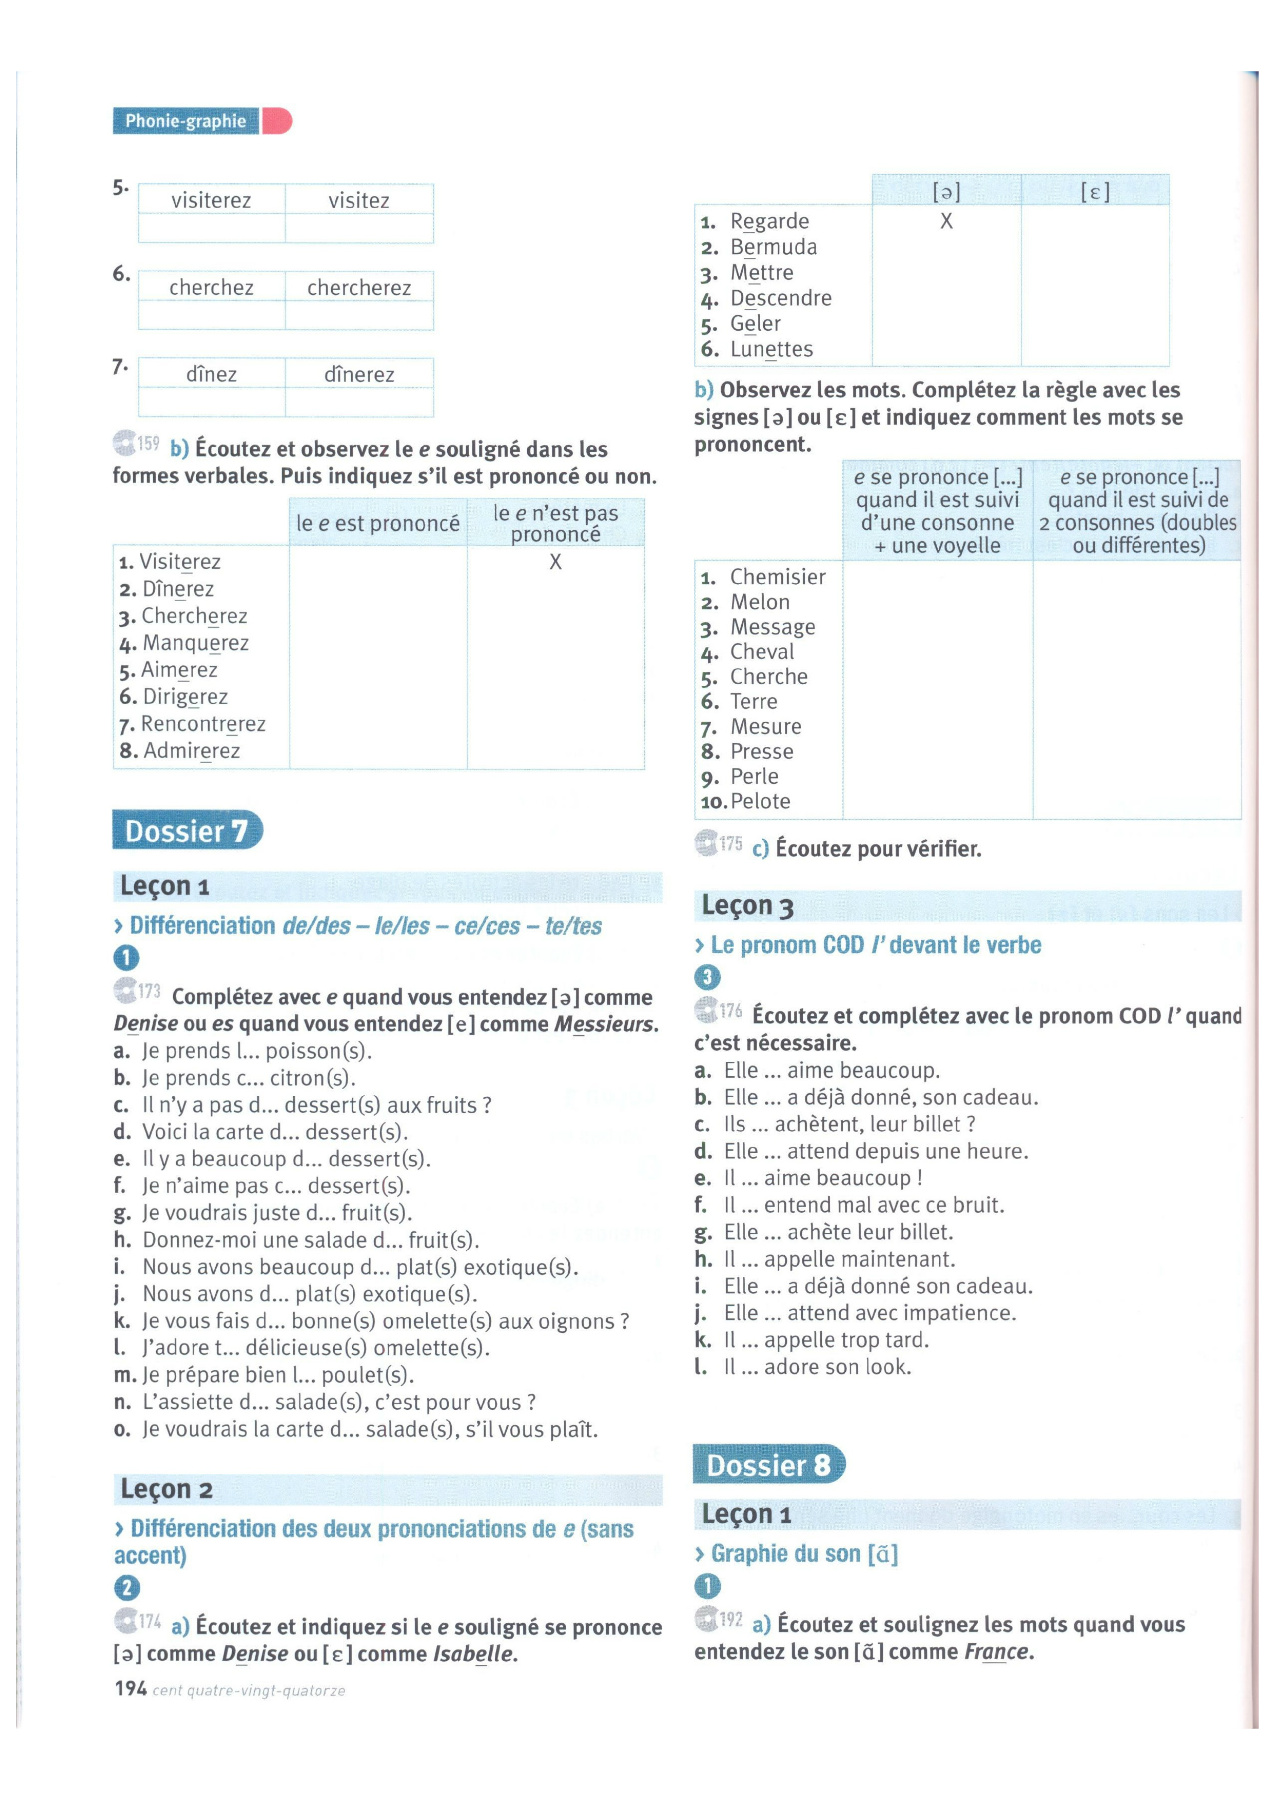 Phonie-graphie
5.
visiterez visitez
6.
cherchez chercherez
7.
dînez dînerez
159 b) Écoutez et observez le e souligné dans les
formes verbales. Puis indiquez s'il est prononcé ou non.
le e est prononcé
le e n'est pas
prononcé
1. Visiterez X
2. Dînerez
3. Chercherez
4. Manquerez
5. Aimerez
6. Dirigerez
7. Rencontrerez
8. Admirerez
Dossier 7
Leçon 1
› Différenciation de/des – le/les – ce/ces – te/tes
1
173 Complétez avec e quand vous entendez [ə] comme
Denise ou es quand vous entendez [e] comme Messieurs.
a. Je prends l... poisson(s).
b. Je prends c... citron(s).
c. Il n'y a pas d... dessert(s) aux fruits ?
d. Voici la carte d... dessert(s).
e. Il y a beaucoup d... dessert(s).
f. Je n'aime pas c... dessert(s).
g. Je voudrais juste d... fruit(s).
h. Donnez-moi une salade d... fruit(s).
i. Nous avons beaucoup d... plat(s) exotique(s).
j. Nous avons d... plat(s) exotique(s).
k. Je vous fais d... bonne(s) omelette(s) aux oignons ?
l. J'adore t... délicieuse(s) omelette(s).
m. Je prépare bien l... poulet(s).
n. L'assiette d... salade(s), c'est pour vous ?
o. Je voudrais la carte d... salade(s), s'il vous plaît.
Leçon 2
› Différenciation des deux prononciations de e (sans
accent)
2
174 a) Écoutez et indiquez si le e souligné se prononce
[ə] comme Denise ou [ɛ] comme Isabelle.
194 cent quatre-vingt-quatorze
[ə] [ɛ]
1. Regarde X
2. Bermuda
3. Mettre
4. Descendre
5. Geler
6. Lunettes
b) Observez les mots. Complétez la règle avec les
signes [ə] ou [ɛ] et indiquez comment les mots se
prononcent.
e se prononce [...]
quand il est suivi
d'une consonne
+ une voyelle
e se prononce [...]
quand il est suivi de
2 consonnes (doubles
ou différentes)
1. Chemisier
2. Melon
3. Message
4. Cheval
5. Cherche
6. Terre
7. Mesure
8. Presse
9. Perle
10. Pelote
175 c) Écoutez pour vérifier.
Leçon 3
› Le pronom COD l' devant le verbe
3
176 Écoutez et complétez avec le pronom COD l' quand
c'est nécessaire.
a. Elle ... aime beaucoup.
b. Elle ... a déjà donné, son cadeau.
c. Ils ... achètent, leur billet ?
d. Elle ... attend depuis une heure.
e. Il ... aime beaucoup !
f. Il ... entend mal avec ce bruit.
g. Elle ... achète leur billet.
h. Il ... appelle maintenant.
i. Elle ... a déjà donné son cadeau.
j. Elle ... attend avec impatience.
k. Il ... appelle trop tard.
l. Il ... adore son look.
Dossier 8
Leçon 1
› Graphie du son [ɑ̃]
1
192 a) Écoutez et soulignez les mots quand vous
entendez le son [ɑ̃] comme France.